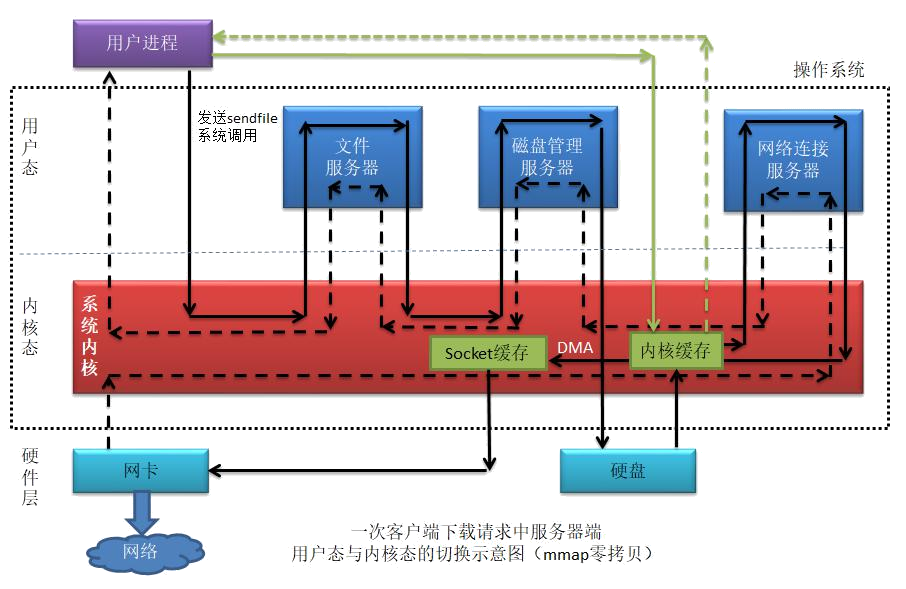 用户进程
操作系统
用户态
发送sendfile
系统调用
文件
服务器
磁盘管理
服务器
网络连接
服务器
内核态
系统内核
Socket缓存
DMA
内核缓存
硬件层
网卡
硬盘
网络
一次客户端下载请求中服务器端
用户态与内核态的切换示意图（mmap零拷贝）